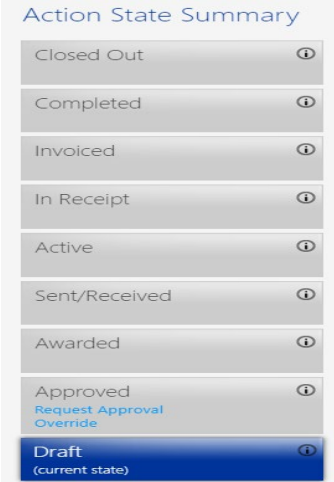 Action State Summary
Closed Out
Completed
Invoiced
In Receipt
Active
Sent/Received
Awarded
Approved
Request Approval
Override
Draft
(current state)